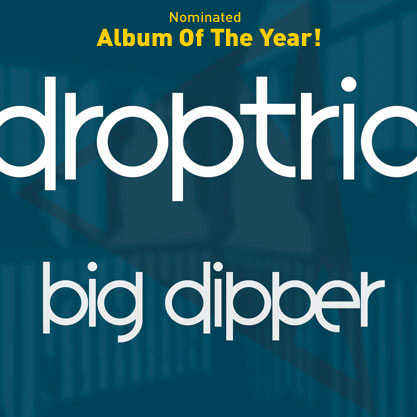 Nominated
Album Of The Year!
droptrio
big dipper